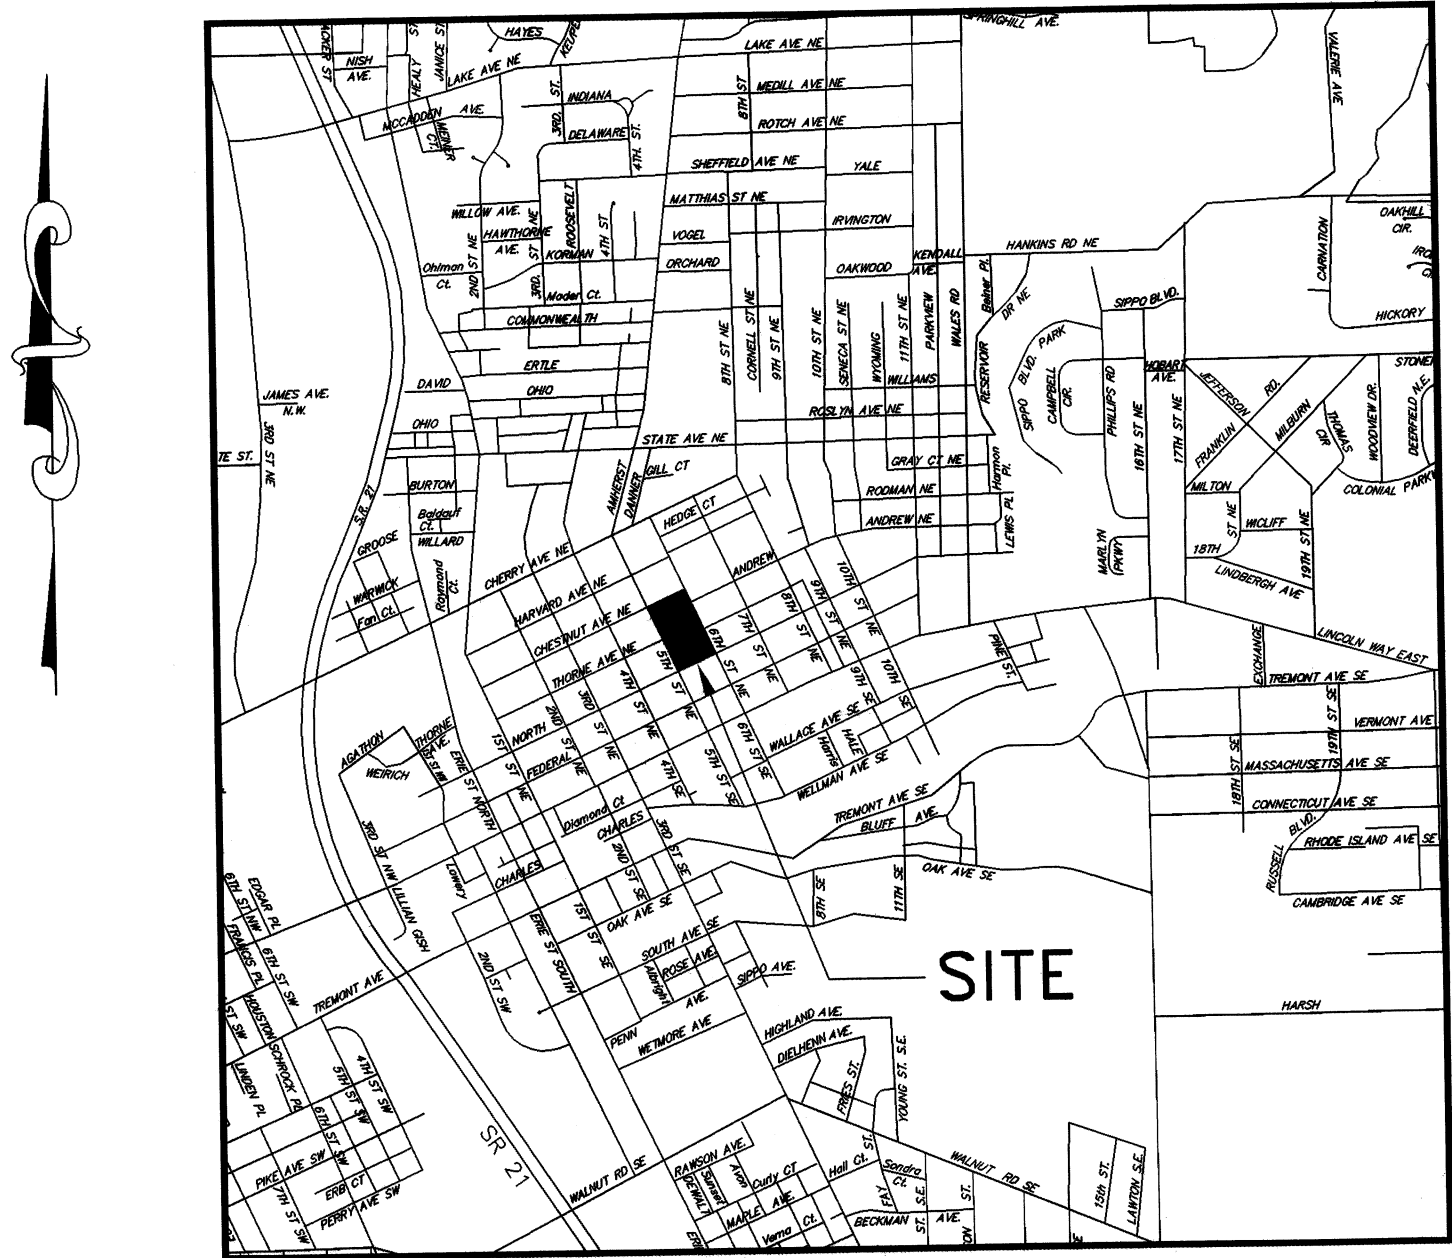 SPRINGHILL AVE.
HAYES
LAKE AVE NE
NISH
AVE.
HEALY ST
JANICE ST
LAKE AVE NE
VALERIE AVE
8TH ST
MEDILL AVE NE
3RD. ST.
INDIANA
MCCADDEN AVE.
ROTCH AVE NE
DELAWARE
4TH. ST.
SHEFFIELD AVE NE
YALE
MATTHIAS ST NE
WILLOW AVE.
ROOSEVELT
4TH ST
IRVINGTON
OAKHILL
CIR.
HAWTHORNE
AVE.
VOGEL
CARNATION
2ND ST NE
3RD. ST NE
KORMAN
HANKINS RD NE
KENDALL
AVE.
Ohlman
Ct.
ORCHARD
OAKWOOD
Mader Ct.
SIPPO BLVD.
COMMONWEALTH
HICKORY
8TH ST NE
CORNELL ST NE
9TH ST NE
10TH ST NE
SENECA ST NE
WYOMING
11TH ST NE
PARKVIEW
WALES RD
RESERVOIR DR NE
SIPPO BLVD. PARK
CAMPBELL
CIR.
PHILLIPS RD
16TH ST NE
HOBART
AVE.
17TH ST NE
JEFFERSON
FRANKLIN RD.
MILBURN
THOMAS
CIR
WOODVIEW DR.
DEERFIELD N.E.
ERTLE
DAVID
OHIO
WILLIAMS
JAMES AVE.
N.W.
3RD ST NE
ROSLYN AVE NE
OHIO
STATE AVE NE
TE ST.
GILL CT
GRAY CT NE
Harmon
Pl.
AMHERST
DANNER
BURTON
RODMAN NE
MILTON
COLONIAL PARKW
S.R. 21
HEDGE CT
ANDREW NE
LEWIS PL
Baldauf
Ct.
WILLARD
GROOSE
ST NE
WICLIFF
19TH ST NE
18TH
MARLYN
PKWY
LINDBERGH AVE
CHERRY AVE NE
ANDREW
10TH ST NE
9TH ST NE
8TH ST NE
7TH ST NE
6TH ST NE
5TH ST NE
4TH ST NE
3RD ST NE
2ND ST NE
1ST ST NE
WARWICK
Fan Ct.
Raymond
Ct.
HARVARD AVE NE
CHESTNUT AVE NE
THORNE AVE NE
PINE ST.
LINCOLN WAY EAST
EXCHANGE
TREMONT AVE SE
10TH SE
9TH SE
NORTH
FEDERAL
WALLACE AVE SE
Harris
HALE
WELLMAN AVE SE
6TH ST SE
5TH ST SE
4TH SE
VERMONT AVE
19TH ST SE
18TH ST SE
MASSACHUSETTS AVE SE
CONNECTICUT AVE SE
AGATHON
THORNE
AVE.
WEIRICH
ERIE ST NORTH
Diamond Ct
CHARLES
TREMONT AVE SE
BLUFF AVE.
RUSSELL BLVD.
RHODE ISLAND AVE SE
3RD ST NW
LILLIAN GISH
Lowery
CHARLES
2ND ST SE
3RD ST SE
OAK AVE SE
8TH SE
11TH SE
CAMBRIDGE AVE SE
6TH ST NW
EDGAR PL
FRANCIS PL
6TH ST SW
ERIE ST SOUTH
1ST ST SE
OAK AVE SE
SOUTH AVE SE
2ND ST SW
Albright
ROSE AVE.
SIPPO AVE.
SITE
TREMONT AVE
HARSH
ST SW
HOUSTON
SCHROCK PL
LINDEN PL
PENN AVE.
WETMORE AVE
HIGHLAND AVE.
DIELHENN AVE.
FRIES ST.
YOUNG ST. S.E.
4TH ST SW
5TH ST SW
6TH ST SW
SR 21
PIKE AVE SW
ERB CT
7TH ST SW
PERRY AVE SW
WALNUT RD SE
RAWSON AVE.
DEWALT
Sunset
Avon
Curly CT
MAPLE AVE.
Verna Ct.
Hall Ct.
ST.
Sondra
Ct.
FAY
ST. S.E.
BECKMAN AVE.
WALNUT RD SE
15th ST.
LAWTON S.E.